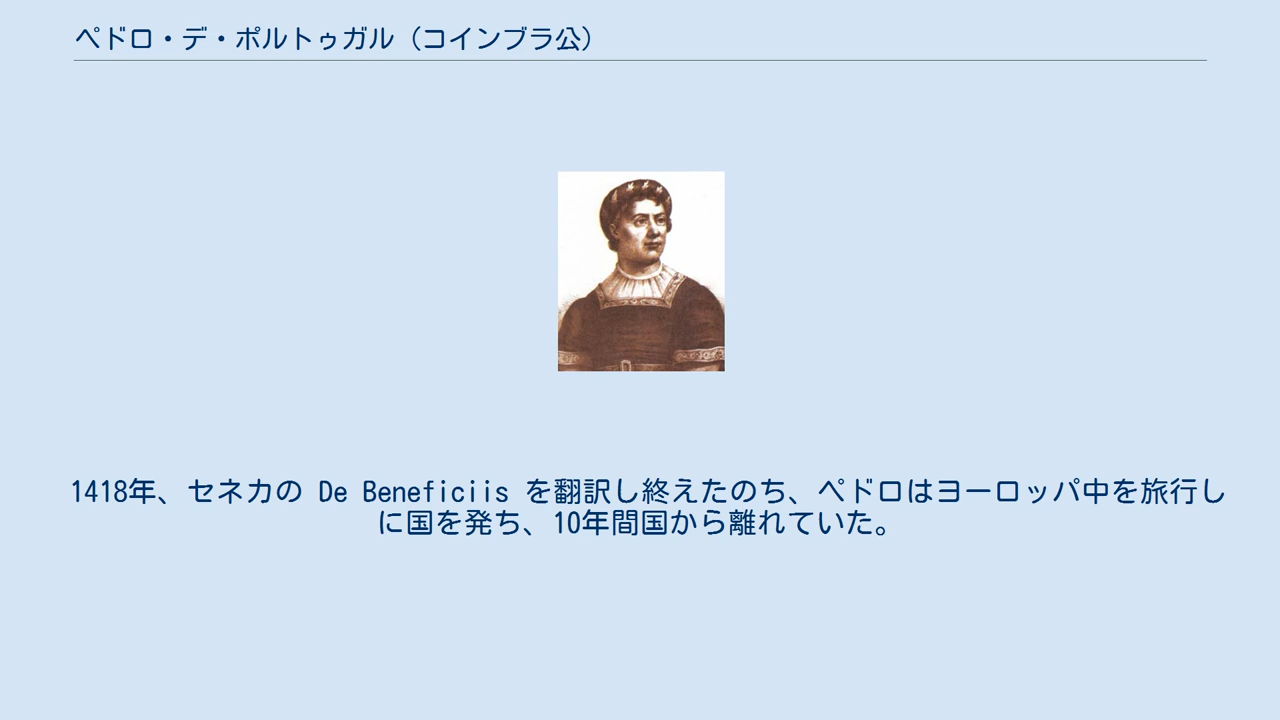 ペドロ・デ・ポルトゥガル（コインブラ公）
1418年、セネカの De Beneficiis を翻訳し終えたのち、ペドロはヨーロッパ中を旅行し
に国を発ち、10年間国から離れていた。